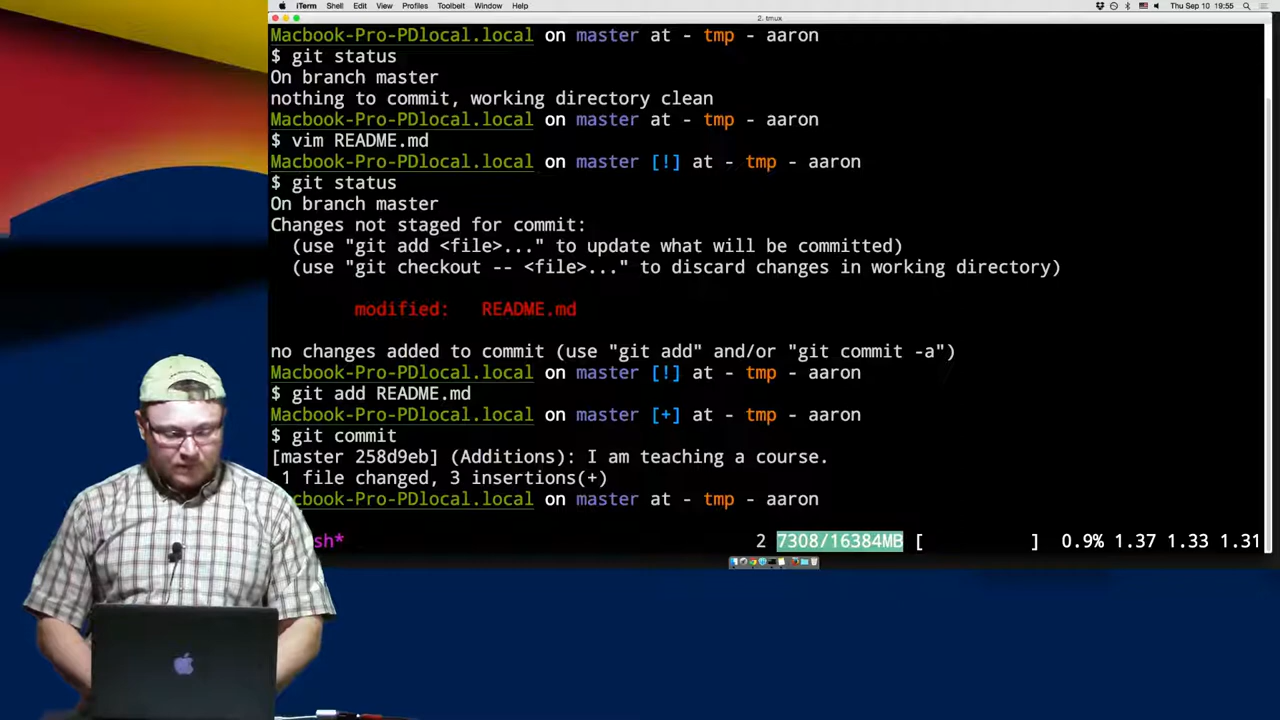 iTerm Shell Edit View Profiles Toolbelt Window Help Thu Sep 10 19:55
2. tmux
Macbook-Pro-PDlocal.local on master at - tmp - aaron
$ git status
On branch master
nothing to commit, working directory clean
Macbook-Pro-PDlocal.local on master at - tmp - aaron
$ vim README.md
Macbook-Pro-PDlocal.local on master [!] at - tmp - aaron
$ git status
On branch master
Changes not staged for commit:
(use "git add <file>..." to update what will be committed)
(use "git checkout -- <file>..." to discard changes in working directory)
modified: README.md
no changes added to commit (use "git add" and/or "git commit -a")
Macbook-Pro-PDlocal.local on master [!] at - tmp - aaron
$ git add README.md
Macbook-Pro-PDlocal.local on master [+] at - tmp - aaron
$ git commit
[master 258d9eb] (Additions): I am teaching a course.
1 file changed, 3 insertions(+)
cbook-Pro-PDlocal.local on master at - tmp - aaron
sh* 2 7308/16384MB [ ] 0.9% 1.37 1.33 1.31